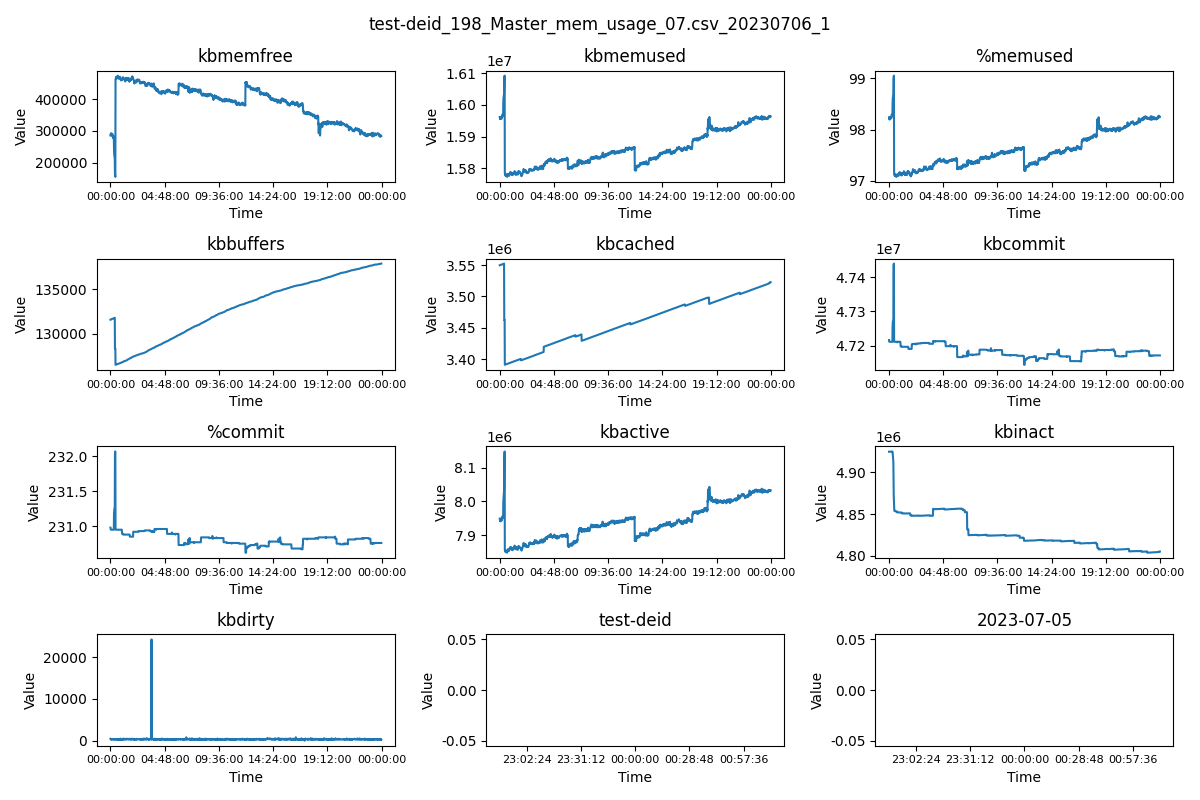 test-deid_198_Master_mem_usage_07.csv_20230706_1
kbmemfree
Value
400000
300000
200000
00:00:00 04:48:00 09:36:00 14:24:00 19:12:00 00:00:00
Time
kbmemused
1e7
Value
1.61
1.60
1.59
1.58
00:00:00 04:48:00 09:36:00 14:24:00 19:12:00 00:00:00
Time
%memused
Value
99
98
97
00:00:00 04:48:00 09:36:00 14:24:00 19:12:00 00:00:00
Time
kbbuffers
Value
135000
130000
00:00:00 04:48:00 09:36:00 14:24:00 19:12:00 00:00:00
Time
kbcached
1e6
Value
3.55
3.50
3.45
3.40
00:00:00 04:48:00 09:36:00 14:24:00 19:12:00 00:00:00
Time
kbcommit
1e7
Value
4.74
4.73
4.72
00:00:00 04:48:00 09:36:00 14:24:00 19:12:00 00:00:00
Time
%commit
Value
232.0
231.5
231.0
00:00:00 04:48:00 09:36:00 14:24:00 19:12:00 00:00:00
Time
kbactive
1e6
Value
8.1
8.0
7.9
00:00:00 04:48:00 09:36:00 14:24:00 19:12:00 00:00:00
Time
kbinact
1e6
Value
4.90
4.85
4.80
00:00:00 04:48:00 09:36:00 14:24:00 19:12:00 00:00:00
Time
kbdirty
Value
20000
10000
0
00:00:00 04:48:00 09:36:00 14:24:00 19:12:00 00:00:00
Time
test-deid
Value
0.05
0.00
-0.05
23:02:24 23:31:12 00:00:00 00:28:48 00:57:36
Time
2023-07-05
Value
0.05
0.00
-0.05
23:02:24 23:31:12 00:00:00 00:28:48 00:57:36
Time